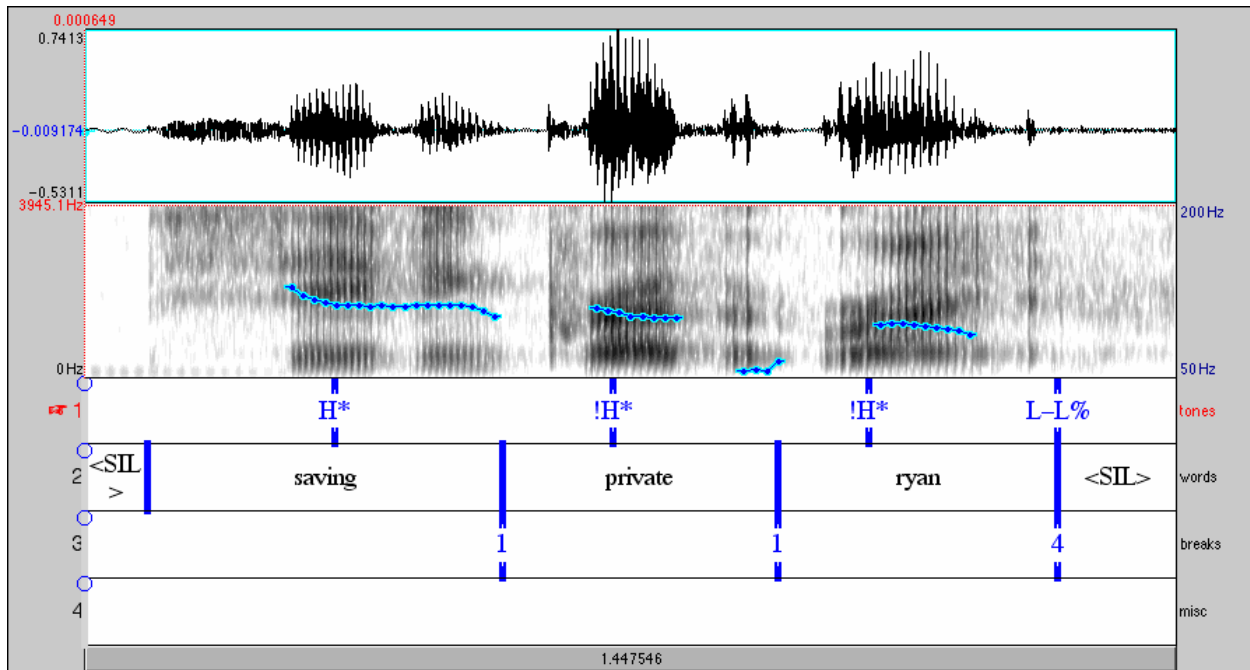 0.000649
0.7413
-0.009174
-0.5311
3945.1 Hz
200 Hz
0 Hz
50 Hz
1 H* !H* !H* L-L% tones
2 <SIL> saving private ryan <SIL> words
3 1 1 4 breaks
4 misc
1.447546